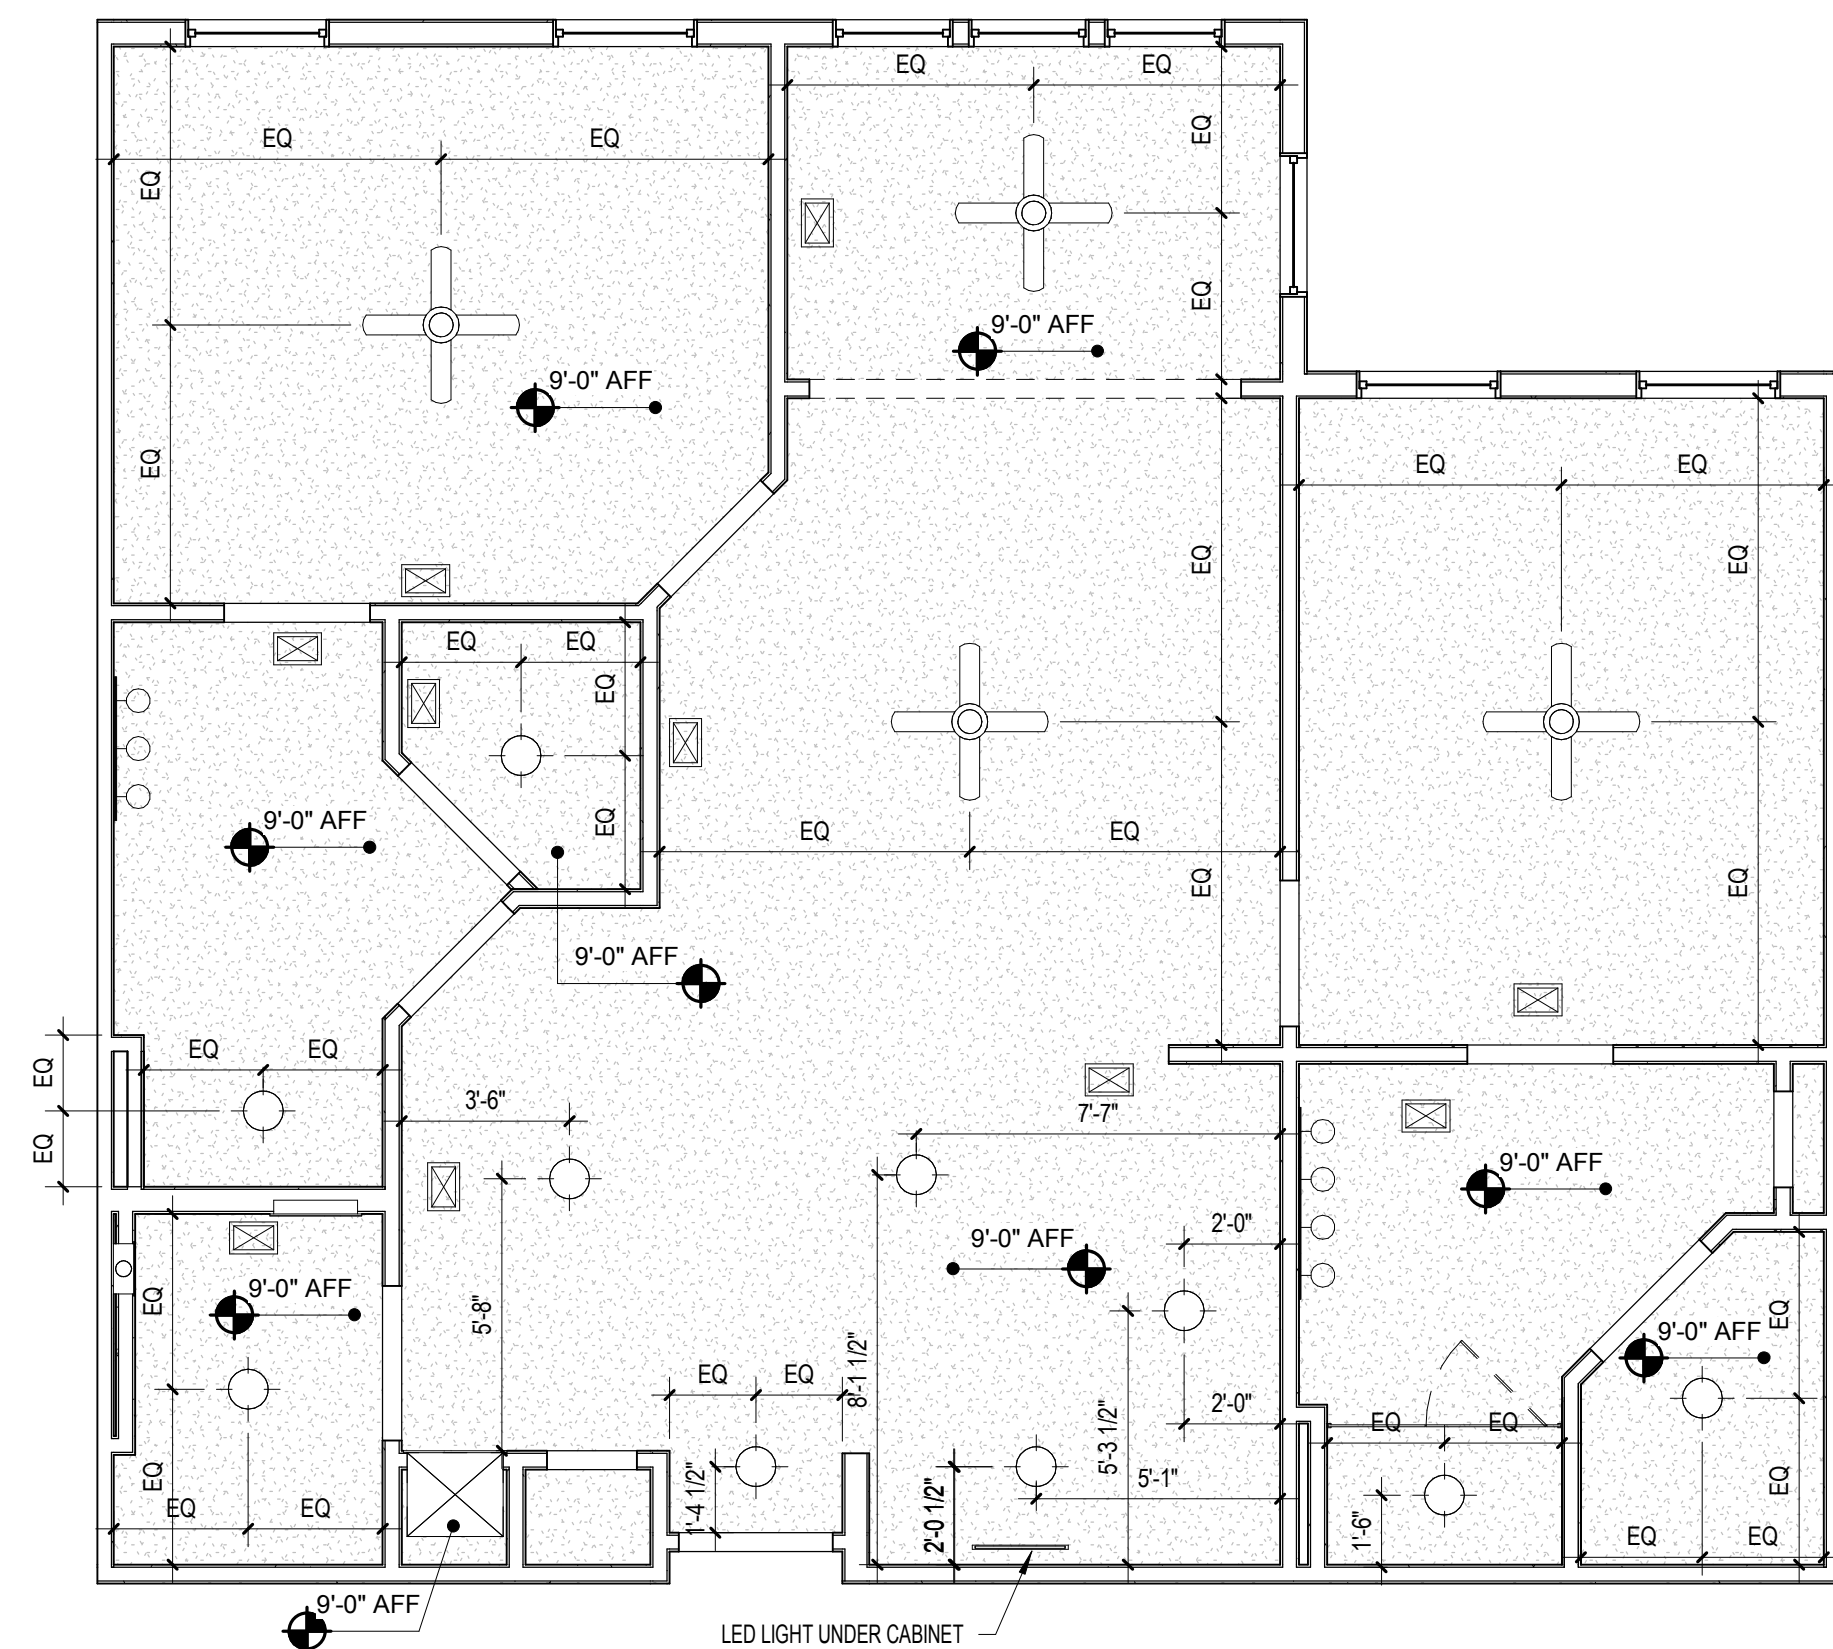 EQ EQ
EQ EQ
EQ
EQ
EQ
9'-0" AFF
9'-0" AFF
EQ
EQ EQ
EQ
EQ EQ
EQ
EQ
EQ
9'-0" AFF
EQ EQ
EQ
EQ
9'-0" AFF
EQ EQ
EQ
EQ
3'-6"
7'-7"
9'-0" AFF
2'-0"
9'-0" AFF
9'-0" AFF
EQ
5'-8"
EQ
9'-0" AFF
8'-1 1/2"
EQ EQ
2'-0"
EQ EQ
5'-3 1/2"
EQ
EQ
5'-1"
EQ EQ
1'-4 1/2"
2'-0 1/2"
1'-6"
EQ EQ
9'-0" AFF
LED LIGHT UNDER CABINET